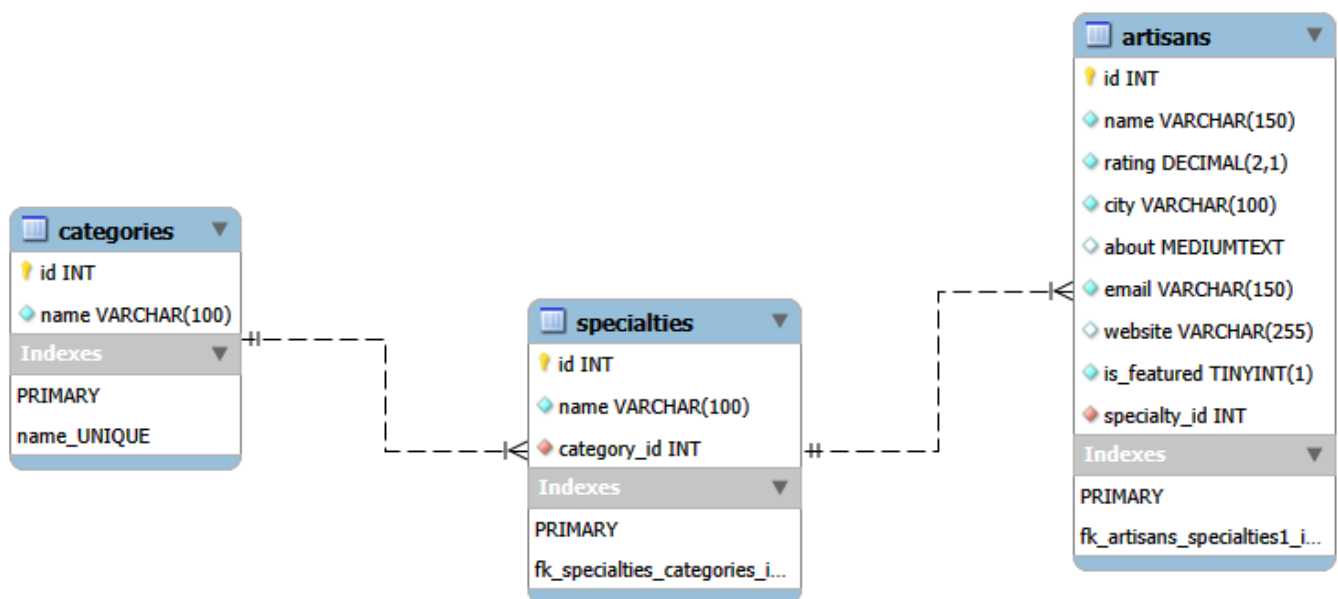 categories
id INT
name VARCHAR(100)
Indexes
PRIMARY
name_UNIQUE
specialties
id INT
name VARCHAR(100)
category_id INT
Indexes
PRIMARY
fk_specialties_categories_i...
artisans
id INT
name VARCHAR(150)
rating DECIMAL(2,1)
city VARCHAR(100)
about MEDIUMTEXT
email VARCHAR(150)
website VARCHAR(255)
is_featured TINYINT(1)
specialty_id INT
Indexes
PRIMARY
fk_artisans_specialties1_i...